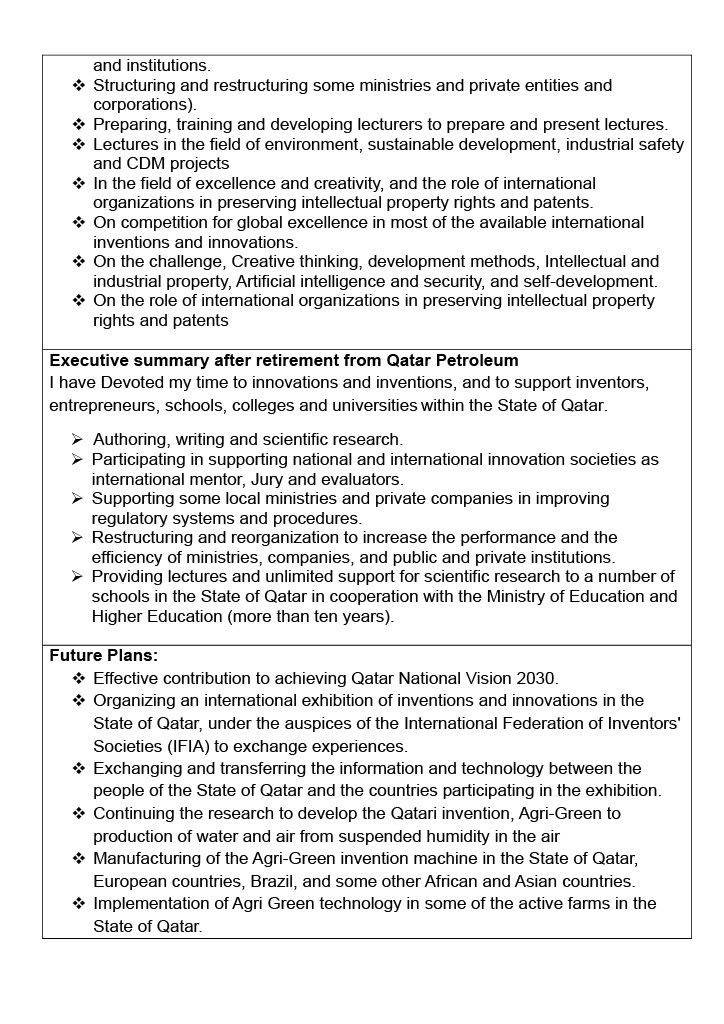 and institutions.
❖ Structuring and restructuring some ministries and private entities and
corporations).
❖ Preparing, training and developing lecturers to prepare and present lectures.
❖ Lectures in the field of environment, sustainable development, industrial safety
and CDM projects
❖ In the field of excellence and creativity, and the role of international
organizations in preserving intellectual property rights and patents.
❖ On competition for global excellence in most of the available international
inventions and innovations.
❖ On the challenge, Creative thinking, development methods, Intellectual and
industrial property, Artificial intelligence and security, and self-development.
❖ On the role of international organizations in preserving intellectual property
rights and patents
Executive summary after retirement from Qatar Petroleum
I have Devoted my time to innovations and inventions, and to support inventors,
entrepreneurs, schools, colleges and universities within the State of Qatar.
➢ Authoring, writing and scientific research.
➢ Participating in supporting national and international innovation societies as
international mentor, Jury and evaluators.
➢ Supporting some local ministries and private companies in improving
regulatory systems and procedures.
➢ Restructuring and reorganization to increase the performance and the
efficiency of ministries, companies, and public and private institutions.
➢ Providing lectures and unlimited support for scientific research to a number of
schools in the State of Qatar in cooperation with the Ministry of Education and
Higher Education (more than ten years).
Future Plans:
❖ Effective contribution to achieving Qatar National Vision 2030.
❖ Organizing an international exhibition of inventions and innovations in the
State of Qatar, under the auspices of the International Federation of Inventors'
Societies (IFIA) to exchange experiences.
❖ Exchanging and transferring the information and technology between the
people of the State of Qatar and the countries participating in the exhibition.
❖ Continuing the research to develop the Qatari invention, Agri-Green to
production of water and air from suspended humidity in the air
❖ Manufacturing of the Agri-Green invention machine in the State of Qatar,
European countries, Brazil, and some other African and Asian countries.
❖ Implementation of Agri Green technology in some of the active farms in the
State of Qatar.